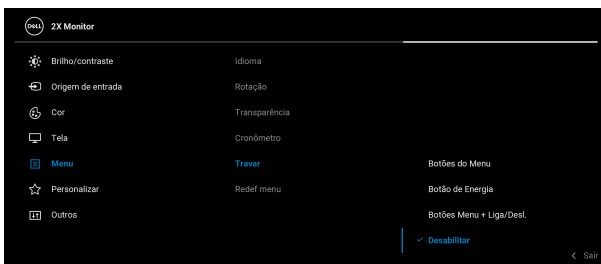 DELL 2X Monitor
Brilho/contraste Idioma
Origem de entrada Rotação
Cor Transparência
Tela Cronômetro
Menu Travar Botões do Menu
Personalizar Redef menu Botão de Energia
Outros Botões Menu + Liga/Desl.
Desabilitar
Sair